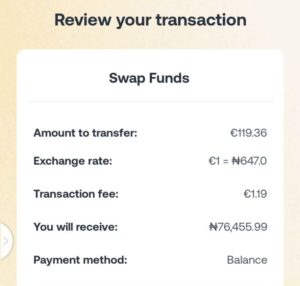 Review your transaction
Swap Funds
Amount to transfer: €119.36
Exchange rate: €1 = ₦647.0
Transaction fee: €1.19
You will receive: ₦76,455.99
Payment method: Balance